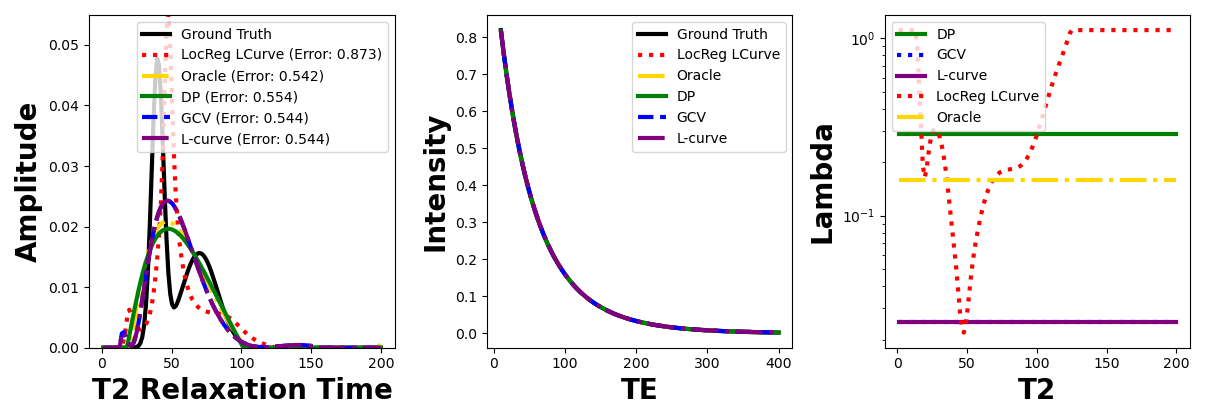 Amplitude
0.05
0.04
0.03
0.02
0.01
0.00
0
50
100
150
200
T2 Relaxation Time
Ground Truth
LocReg LCurve (Error: 0.873)
Oracle (Error: 0.542)
DP (Error: 0.554)
GCV (Error: 0.544)
L-curve (Error: 0.544)
Intensity
0.8
0.7
0.6
0.5
0.4
0.3
0.2
0.1
0.0
0
100
200
300
400
TE
Ground Truth
LocReg LCurve
Oracle
DP
GCV
L-curve
Lambda
10⁰
10⁻¹
0
50
100
150
200
T2
DP
GCV
L-curve
LocReg LCurve
Oracle